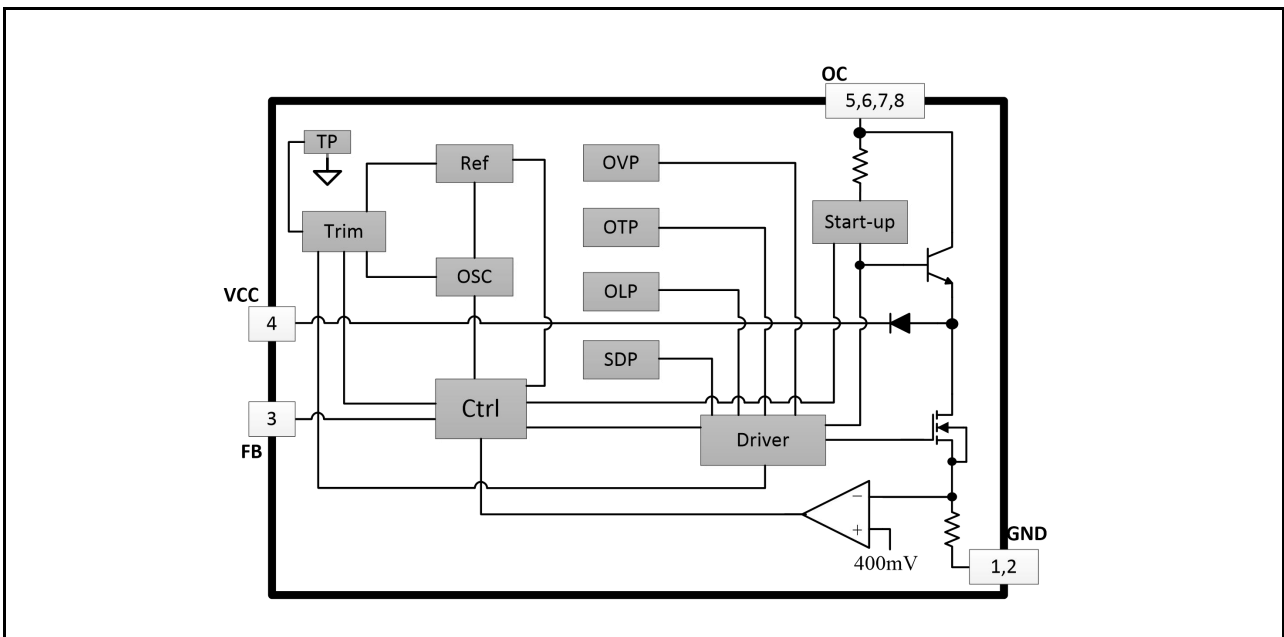 OC
5,6,7,8
TP
Ref
OVP
Trim
OTP
Start-up
OSC
OLP
VCC
4
SDP
3
Ctrl
FB
Driver
−
+
400mV
GND
1,2